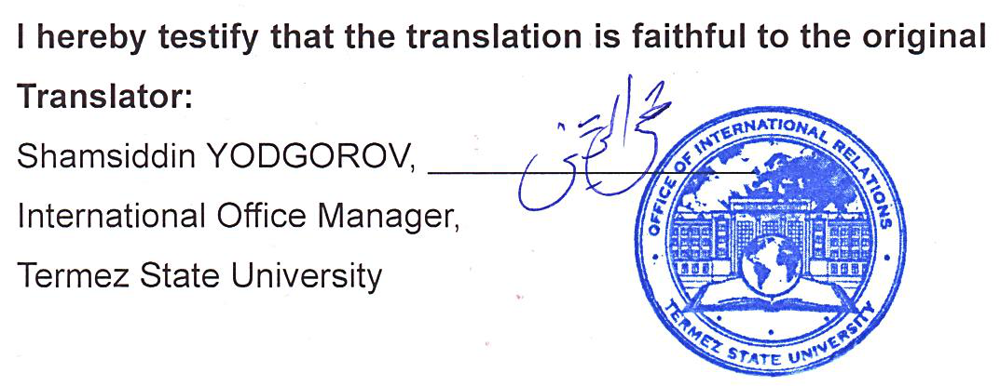 I hereby testify that the translation is faithful to the original
Translator:
Shamsiddin YODGOROV,
International Office Manager,
Termez State University
OFFICE OF INTERNATIONAL RELATIONS
TERMEZ STATE UNIVERSITY